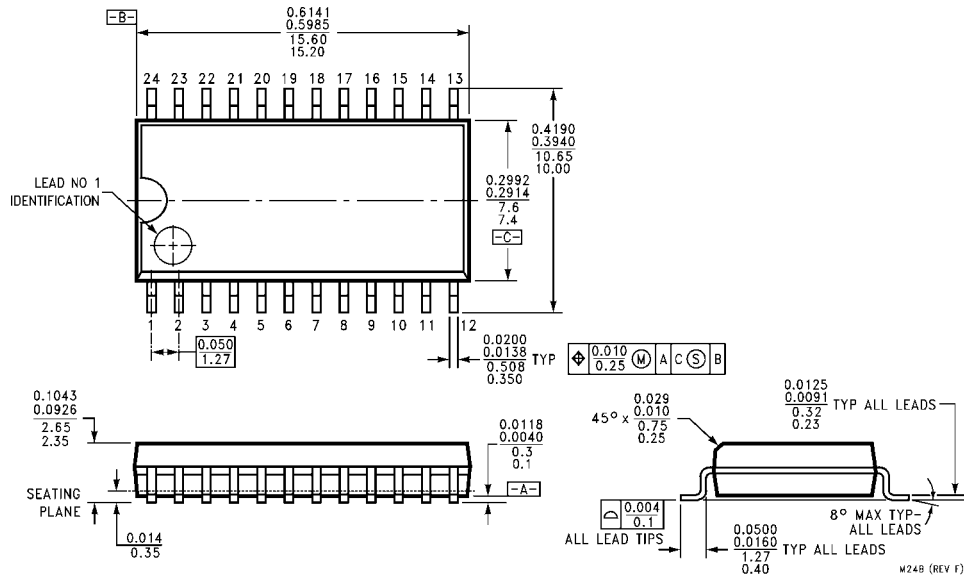 -B-
0.6141
0.5985
15.60
15.20
24 23 22 21 20 19 18 17 16 15 14 13
LEAD NO 1
IDENTIFICATION
0.4190
0.3940
10.65
10.00
0.2992
0.2914
7.6
7.4
-C-
1 2 3 4 5 6 7 8 9 10 11 12
0.050
1.27
0.0200
0.0138
0.508
0.350
TYP
⌖ 0.010 0.25 Ⓜ A C Ⓢ B
0.1043
0.0926
2.65
2.35
0.0118
0.0040
0.3
0.1
-A-
SEATING
PLANE
0.014
0.35
45° x
0.029
0.010
0.75
0.25
0.0125
0.0091
0.32
0.23
TYP ALL LEADS
0.004
0.1
ALL LEAD TIPS
0.0500
0.0160
1.27
0.40
TYP ALL LEADS
8° MAX TYP-
ALL LEADS
M24B (REV F)